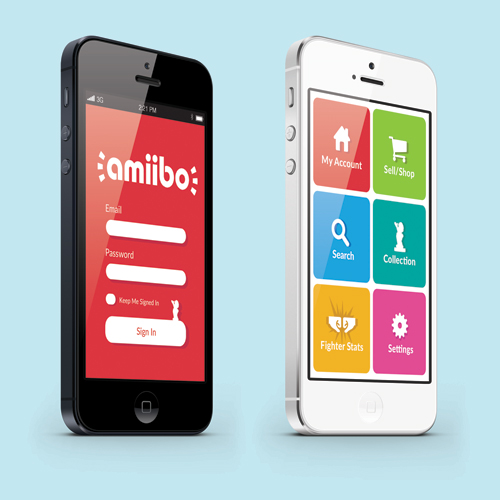 3G
2:21 PM
amiibo
Email
Password
Keep Me Signed In
Sign In
My Account
Sell/Shop
Search
Collection
Fighter Stats
Settings